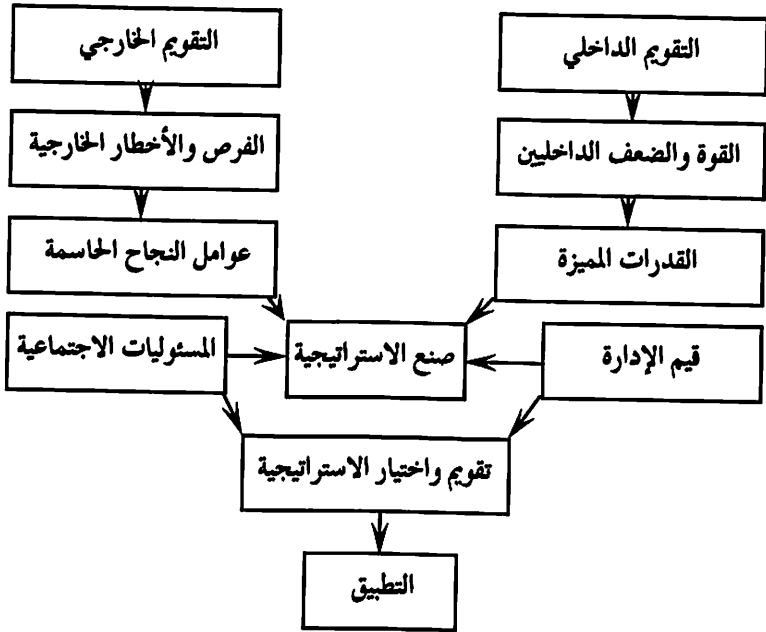 التقويم الداخلي
التقويم الخارجي
القوة والضعف الداخليين
الفرص والأخطار الخارجية
القدرات المميزة
عوامل النجاح الحاسمة
قيم الإدارة
صنع الاستراتيجية
المسئوليات الاجتماعية
تقويم واختيار الاستراتيجية
التطبيق